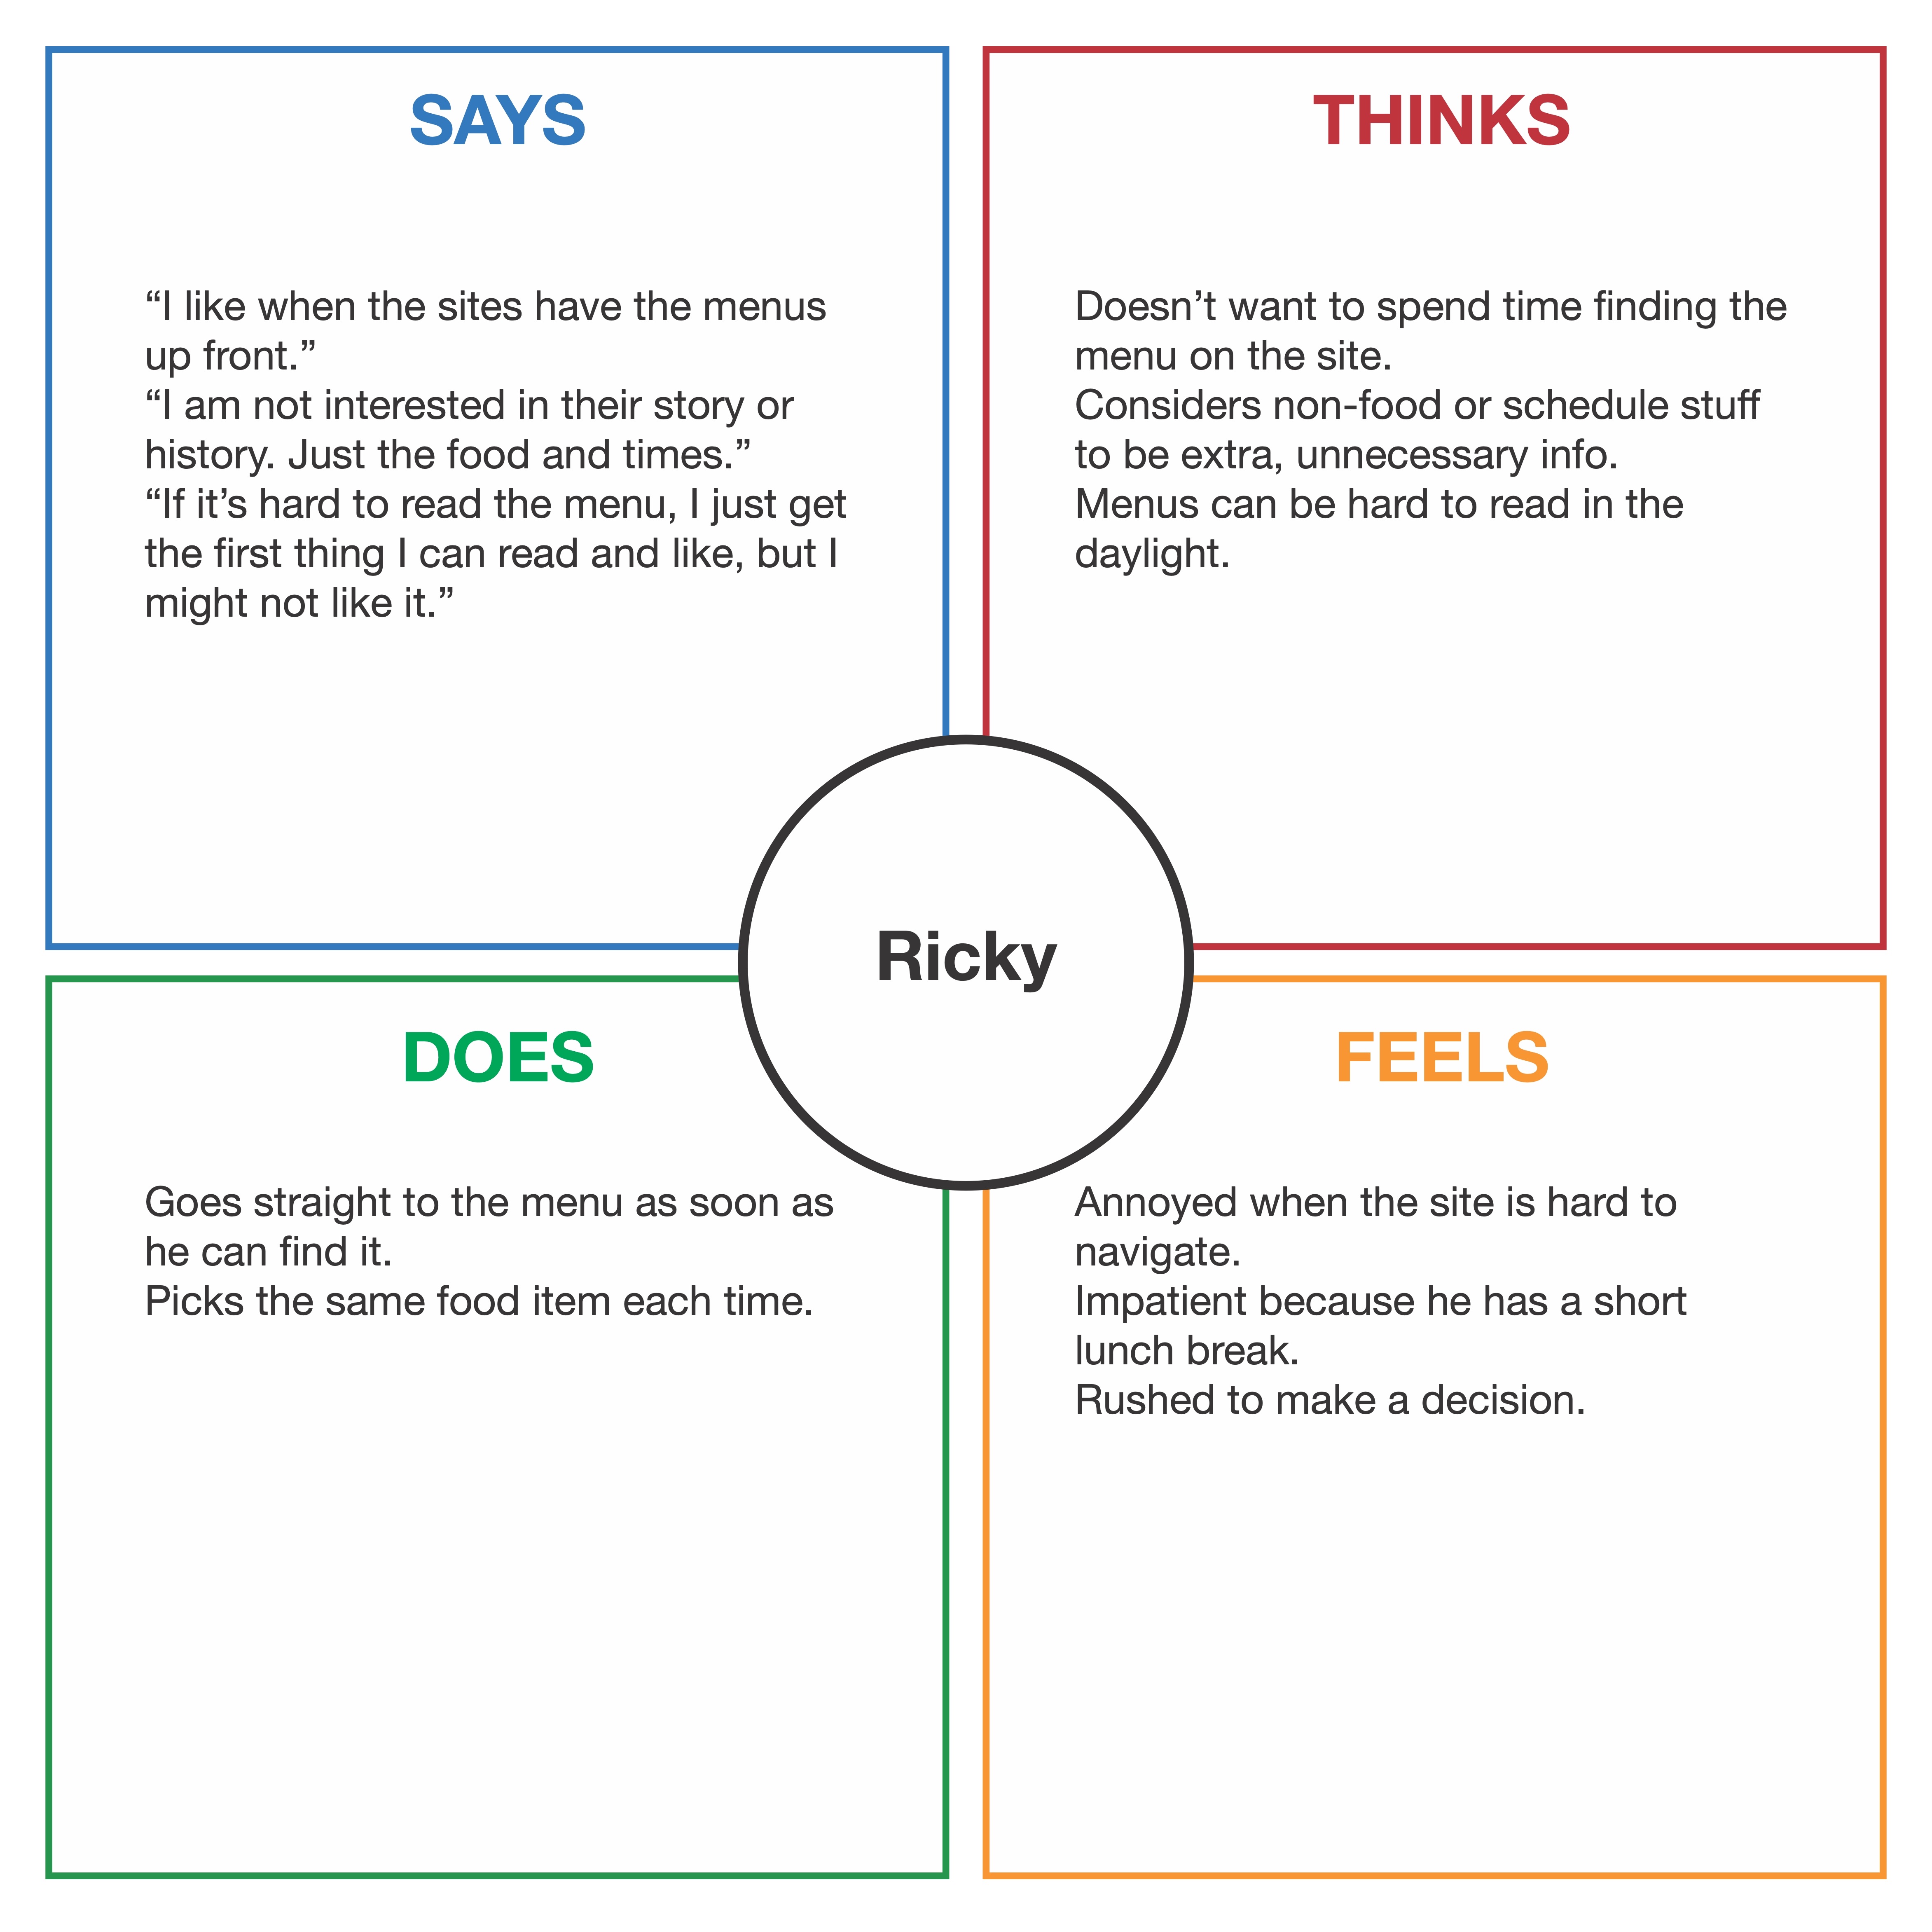 SAYS
“I like when the sites have the menus
up front.”
“I am not interested in their story or
history. Just the food and times.”
“If it’s hard to read the menu, I just get
the first thing I can read and like, but I
might not like it.”
THINKS
Doesn’t want to spend time finding the
menu on the site.
Considers non-food or schedule stuff
to be extra, unnecessary info.
Menus can be hard to read in the
daylight.
Ricky
DOES
Goes straight to the menu as soon as
he can find it.
Picks the same food item each time.
FEELS
Annoyed when the site is hard to
navigate.
Impatient because he has a short
lunch break.
Rushed to make a decision.